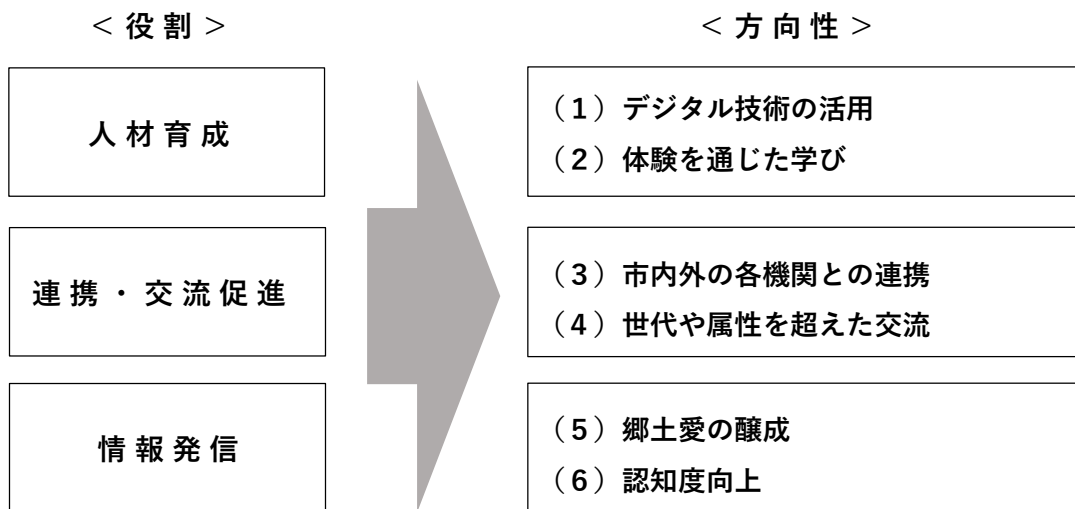 ＜役割＞
＜方向性＞
人材育成
（1）デジタル技術の活用
（2）体験を通じた学び
連携・交流促進
（3）市内外の各機関との連携
（4）世代や属性を超えた交流
情報発信
（5）郷土愛の醸成
（6）認知度向上